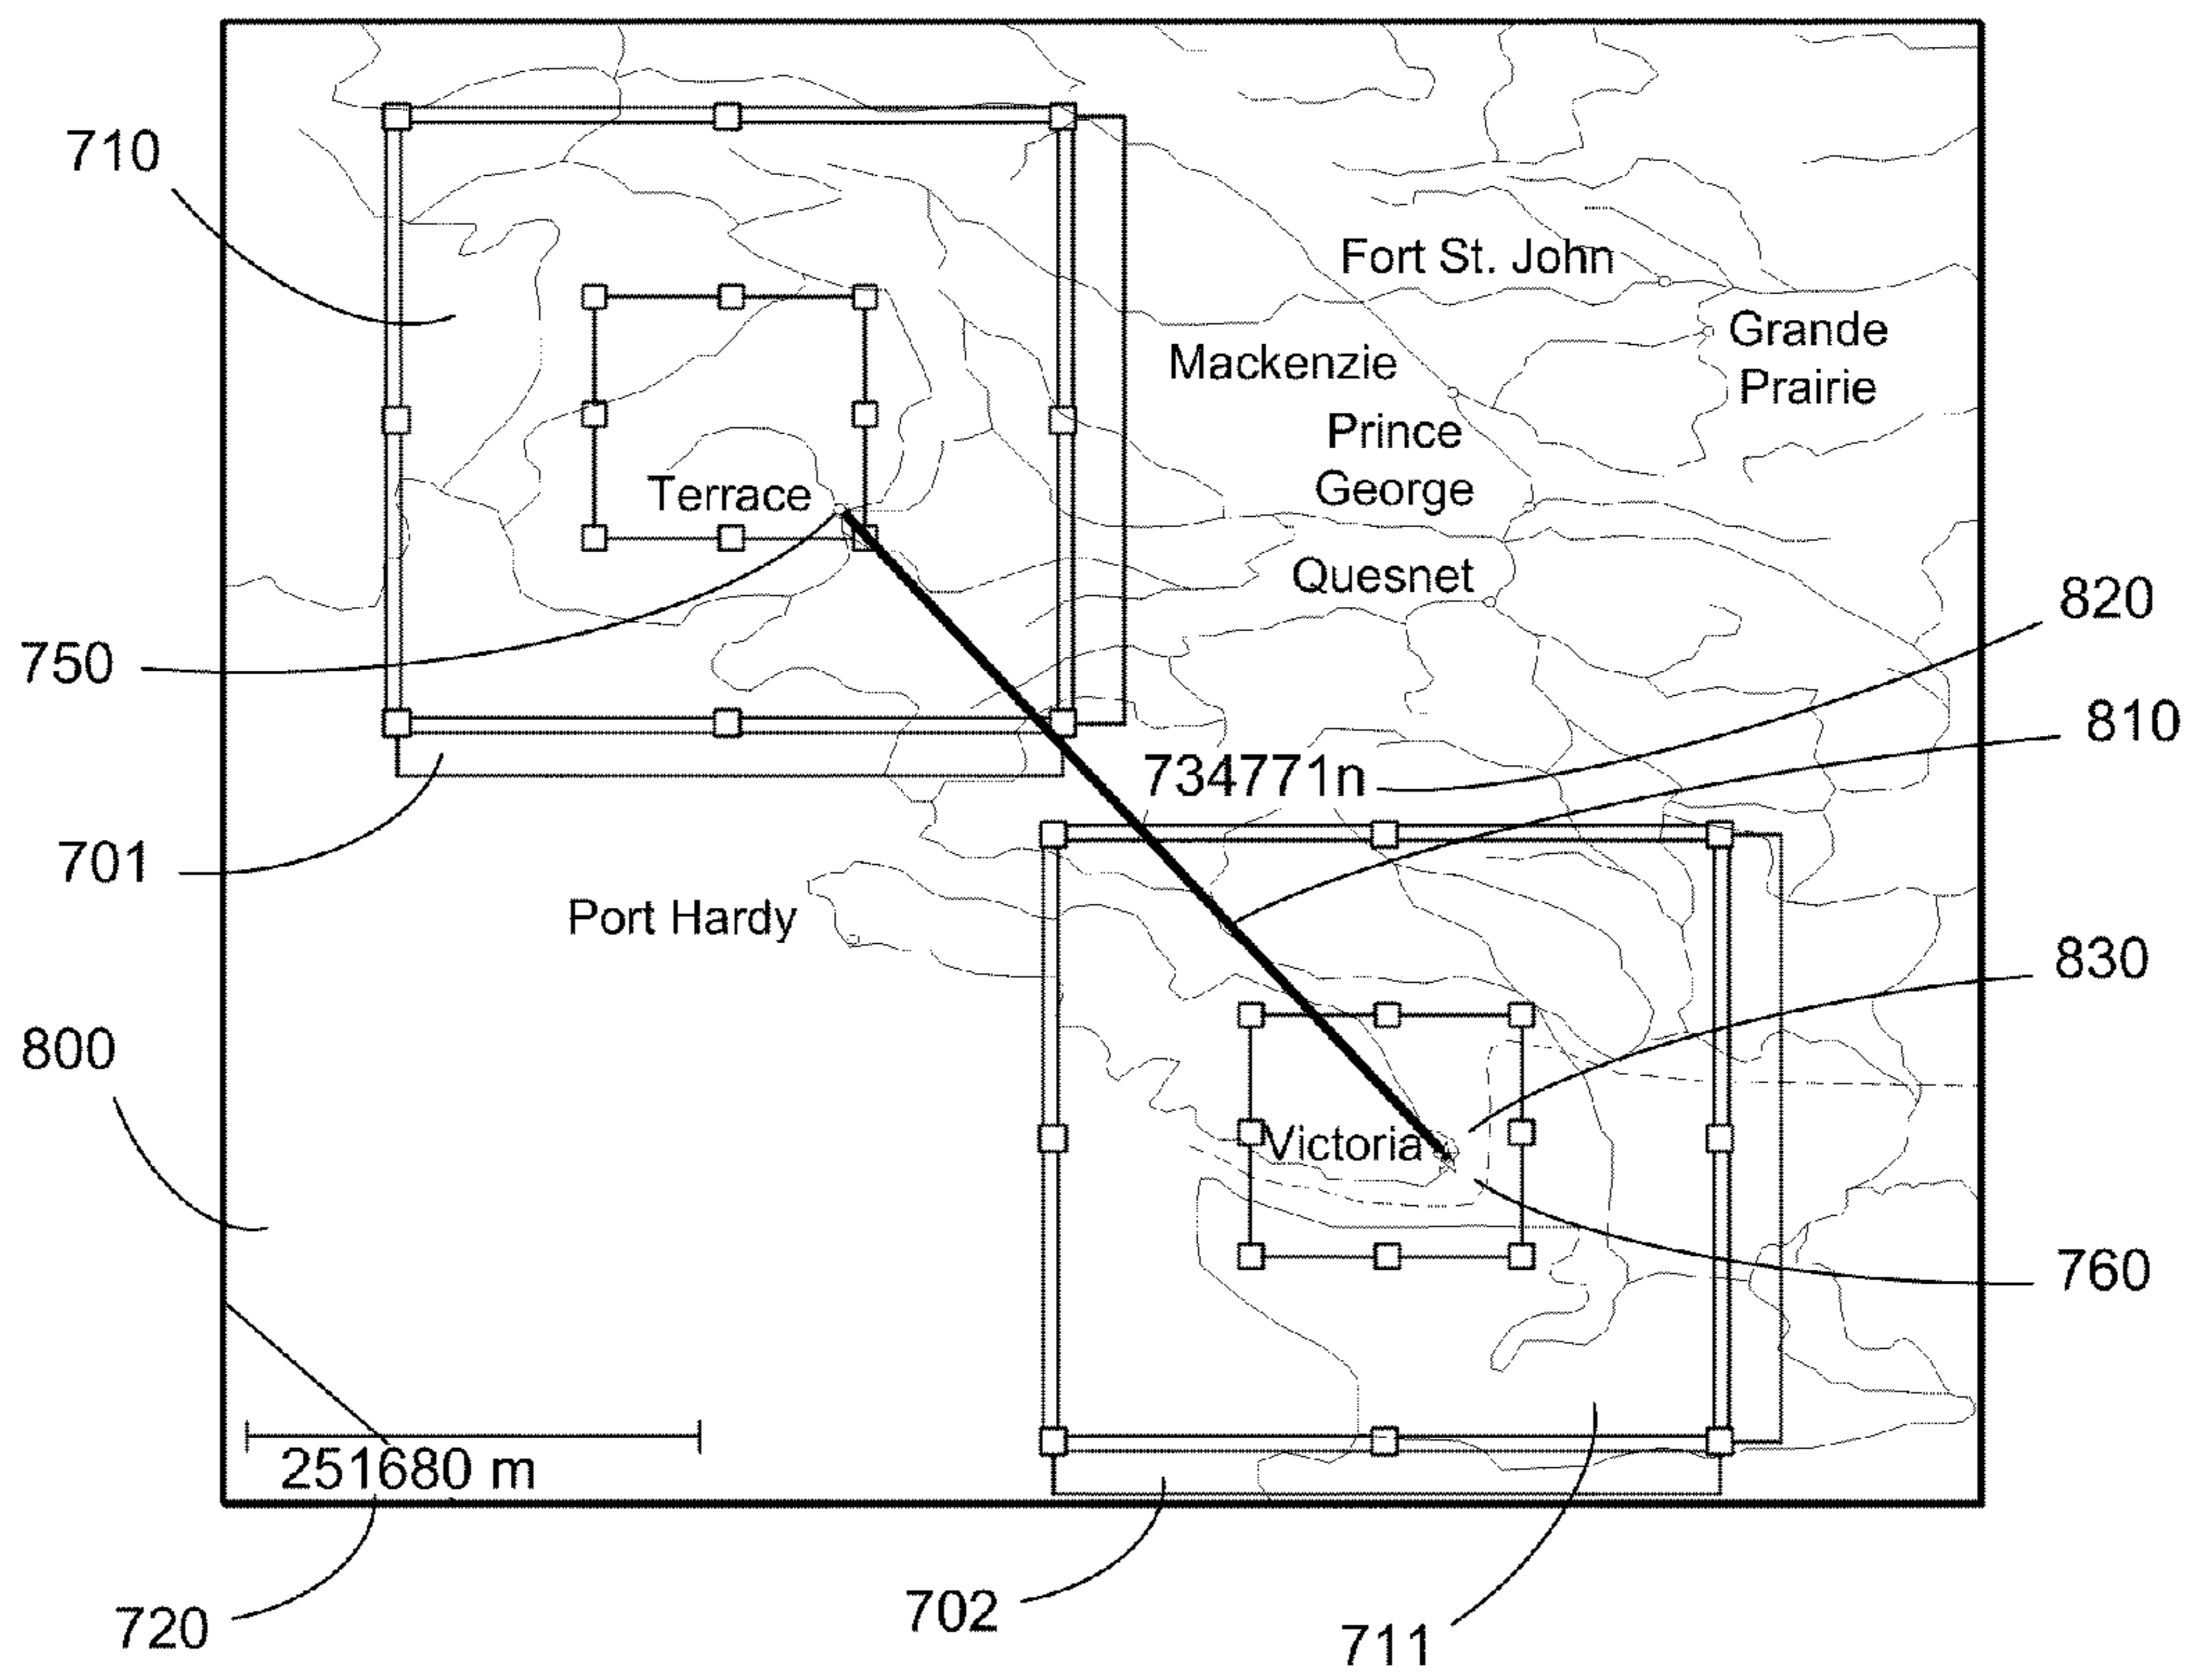 710
Fort St. John
Grande
Prairie
Mackenzie
Prince
George
Terrace
Quesnet
820
750
810
734771n
701
Port Hardy
830
800
Victoria
760
251680 m
720
702
711